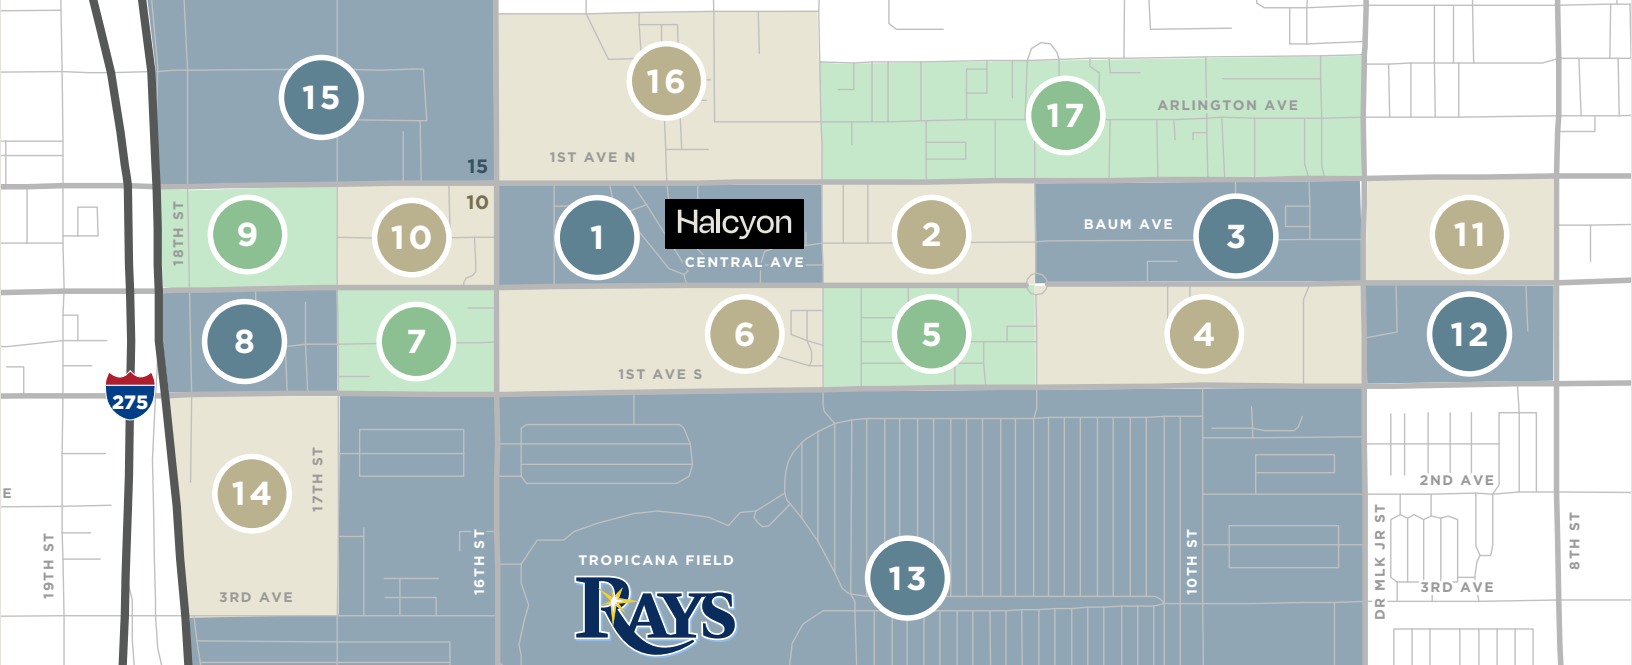 16
15
17
ARLINGTON AVE
1ST AVE N
15
10
18TH ST
9
10
1
Halcyon
CENTRAL AVE
2
BAUM AVE
3
11
8
7
6
5
4
12
1ST AVE S
275
17TH ST
14
3RD AVE
E
19TH ST
16TH ST
TROPICANA FIELD
RAYS
13
10TH ST
2ND AVE
DR MLK JR ST
8TH ST
3RD AVE